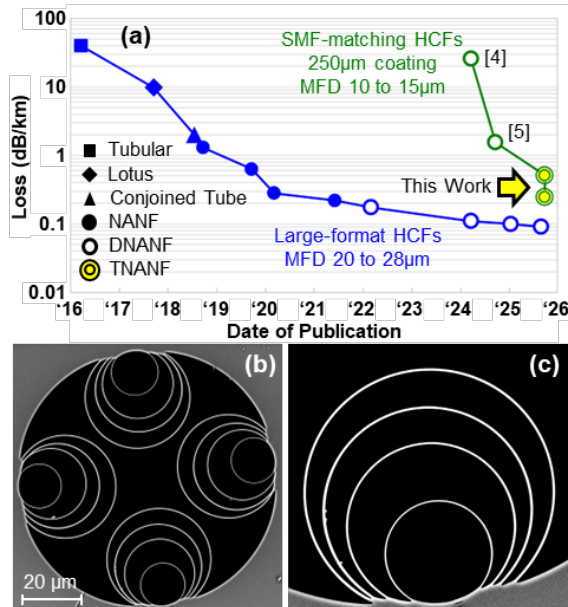 100
10
1
0.1
0.01
Loss (dB/km)
(a)
SMF-matching HCFs
250µm coating
MFD 10 to 15µm
[4]
[5]
This Work
Tubular
Lotus
Conjoined Tube
NANF
DNANF
TNANF
Large-format HCFs
MFD 20 to 28µm
‘16 ‘17 ‘18 ‘19 ‘20 ‘21 ‘22 ‘23 ‘24 ‘25 ‘26
Date of Publication
(b)
20 µm
(c)